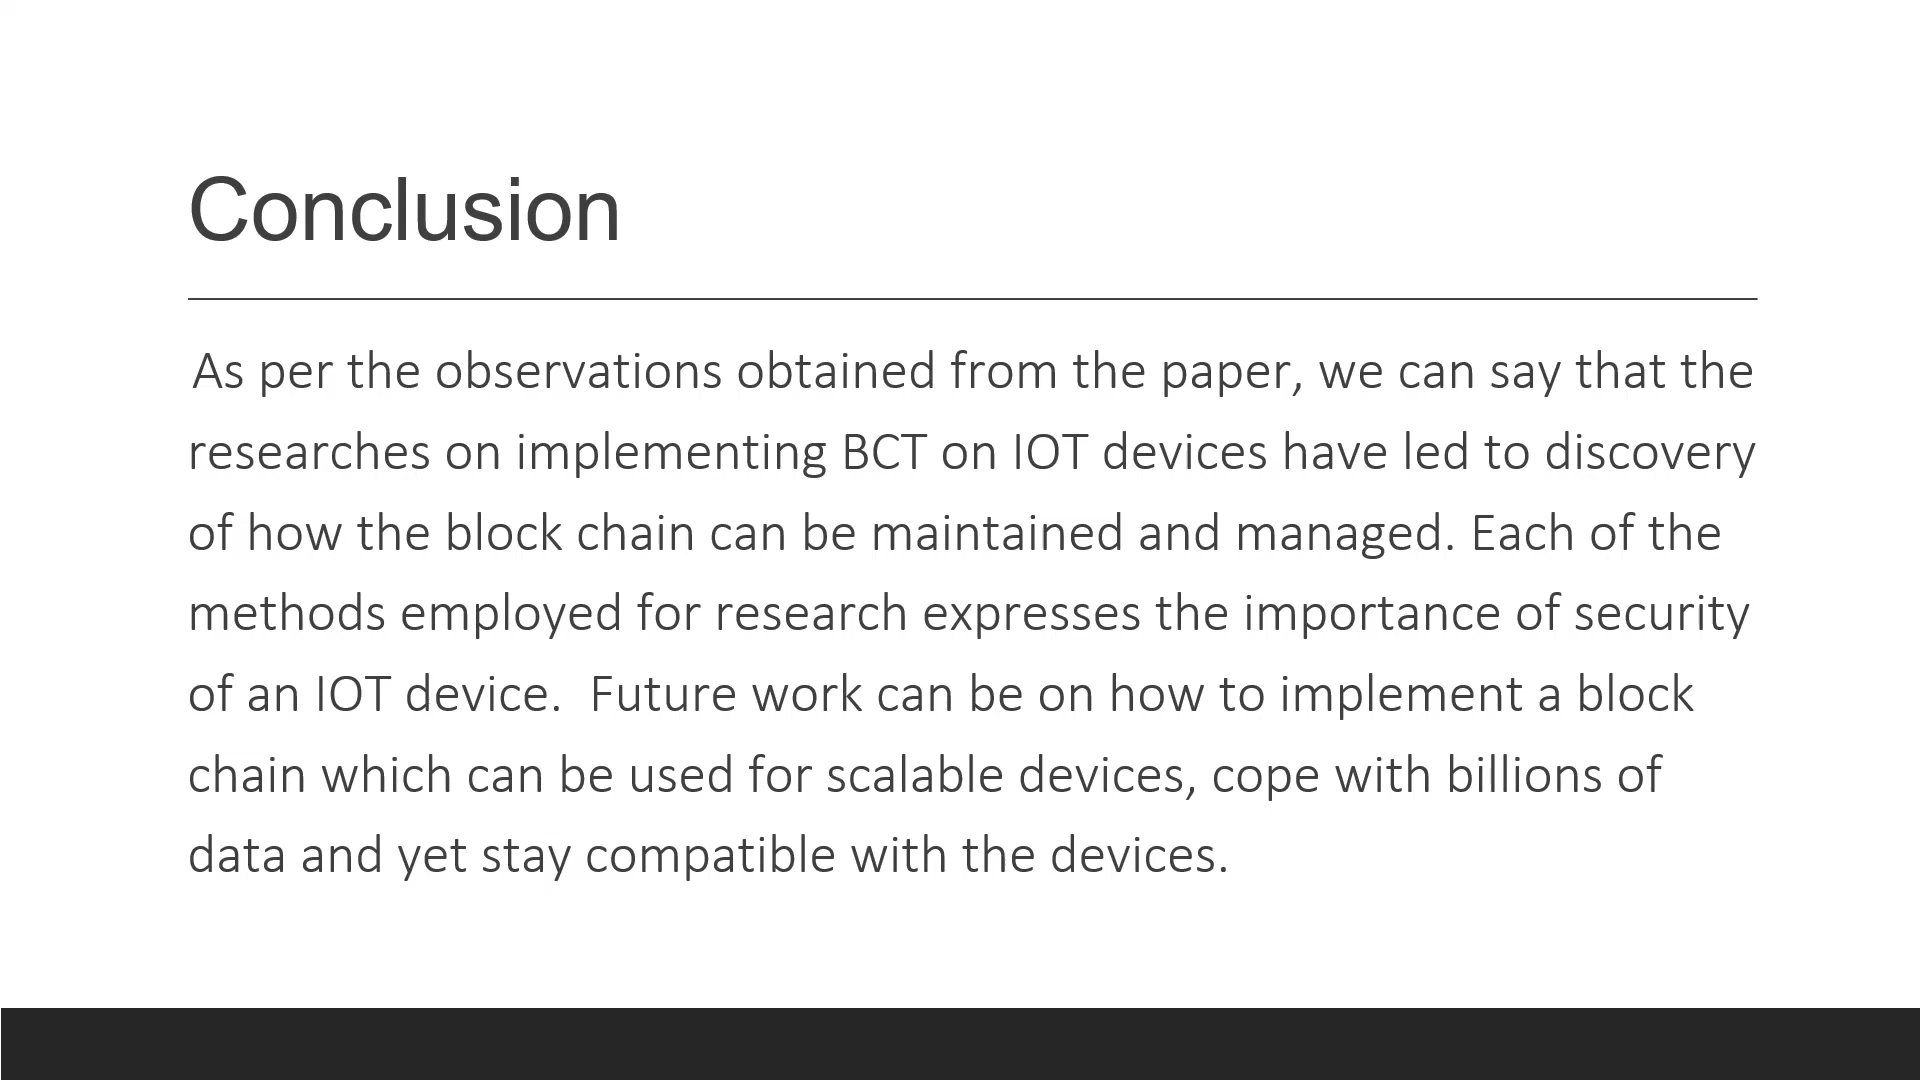 Conclusion
As per the observations obtained from the paper, we can say that the
researches on implementing BCT on IOT devices have led to discovery
of how the block chain can be maintained and managed. Each of the
methods employed for research expresses the importance of security
of an IOT device.  Future work can be on how to implement a block
chain which can be used for scalable devices, cope with billions of
data and yet stay compatible with the devices.